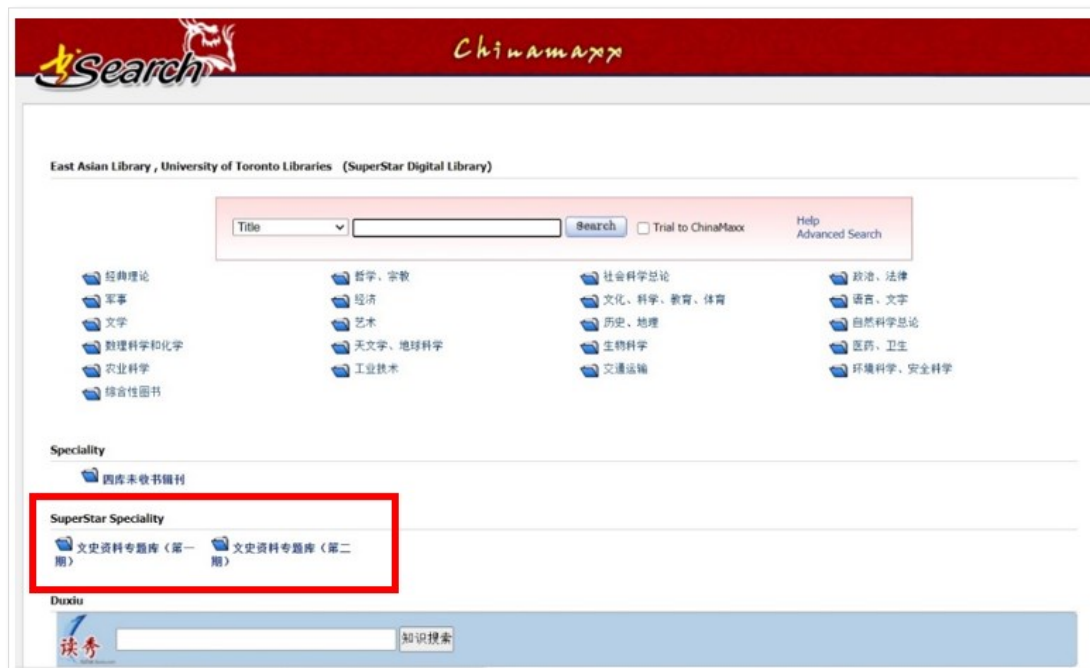 书Search
Chinamaxx
East Asian Library , University of Toronto Libraries (SuperStar Digital Library)
Title Search Trial to ChinaMaxx Help
Advanced Search
经典理论 哲学、宗教 社会科学总论 政治、法律
军事 经济 文化、科学、教育、体育 语言、文字
文学 艺术 历史、地理 自然科学总论
数理科学和化学 天文学、地球科学 生物科学 医药、卫生
农业科学 工业技术 交通运输 环境科学、安全科学
综合性图书
Speciality
四库未收书辑刊
SuperStar Speciality
文史资料专题库（第一 文史资料专题库（第二
期） 期）
Duxiu
读秀 知识搜索